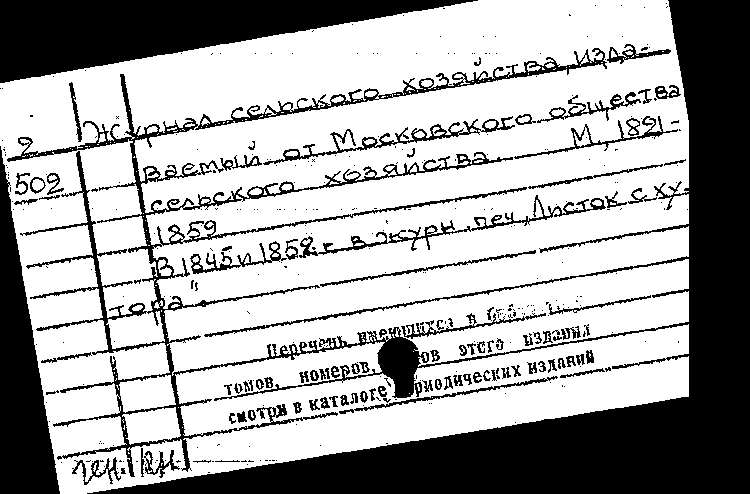 Журнал сельского хозяйства, изда-
2
ваемый от Московского общества
502
сельского хозяйства. М., 1821-
1859
В 1845 и 1859 г. в журн. печ. „Листок с ху-
тора".
Перечень имеющихся в
томов, номеров, этого издания
смотри в каталоге периодических изданий